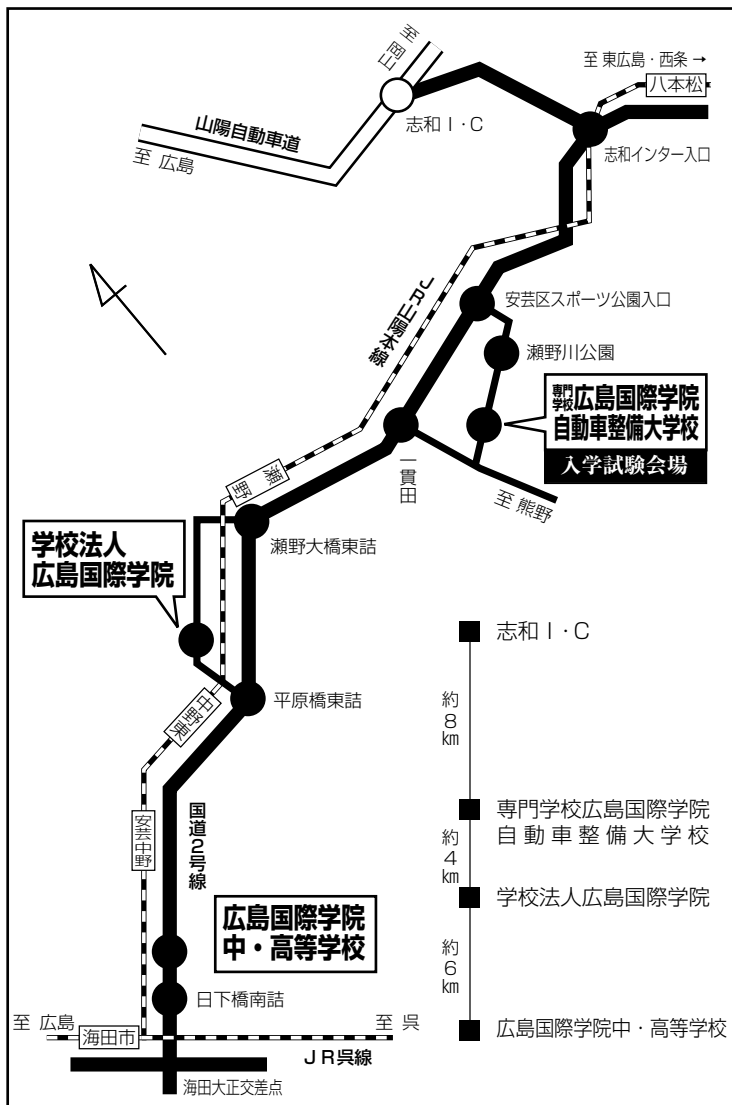 至 岡山
至 東広島・西条 →
八本松
志和Ｉ・Ｃ
山陽自動車道
至 広島
志和インター入口
JR山陽本線
安芸区スポーツ公園入口
瀬野川公園
専門学校広島国際学院
自動車整備大学校
入学試験会場
一貫田
至 熊野
瀬野
瀬野大橋東詰
学校法人
広島国際学院
平原橋東詰
中野東
安芸中野
国道2号線
広島国際学院
中・高等学校
日下橋南詰
至 広島
海田市
至 呉
ＪＲ呉線
海田大正交差点
志和Ｉ・Ｃ
約8km
専門学校広島国際学院
自動車整備大学校
約4km
学校法人広島国際学院
約6km
広島国際学院中・高等学校